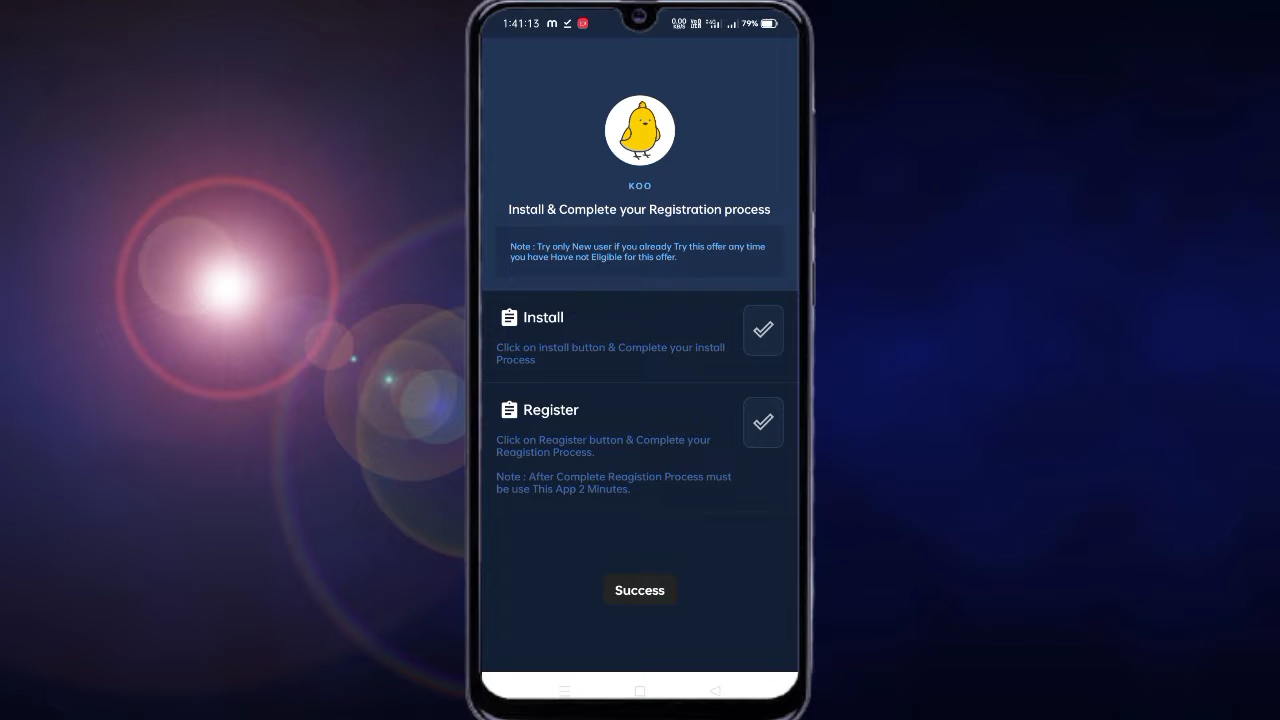 1:41:13
0.00 KB/S
79%
KOO
Install & Complete your Registration process
Note : Try only New user if you already Try this offer any time
you have Have not Eligible for this offer.
Install
Click on install button & Complete your install
Process
Register
Click on Reagister button & Complete your
Reagistion Process.
Note : After Complete Reagistion Process must
be use This App 2 Minutes.
Success